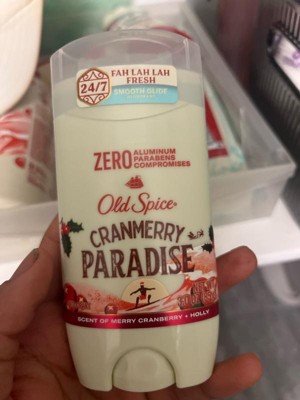 24/7
FAH LAH LAH
FRESH
SMOOTH GLIDE
ZERO
ALUMINUM
PARABENS
COMPROMISES
Old Spice
CRANMERRY
PARADISE
SCENT OF MERRY CRANBERRY + HOLLY